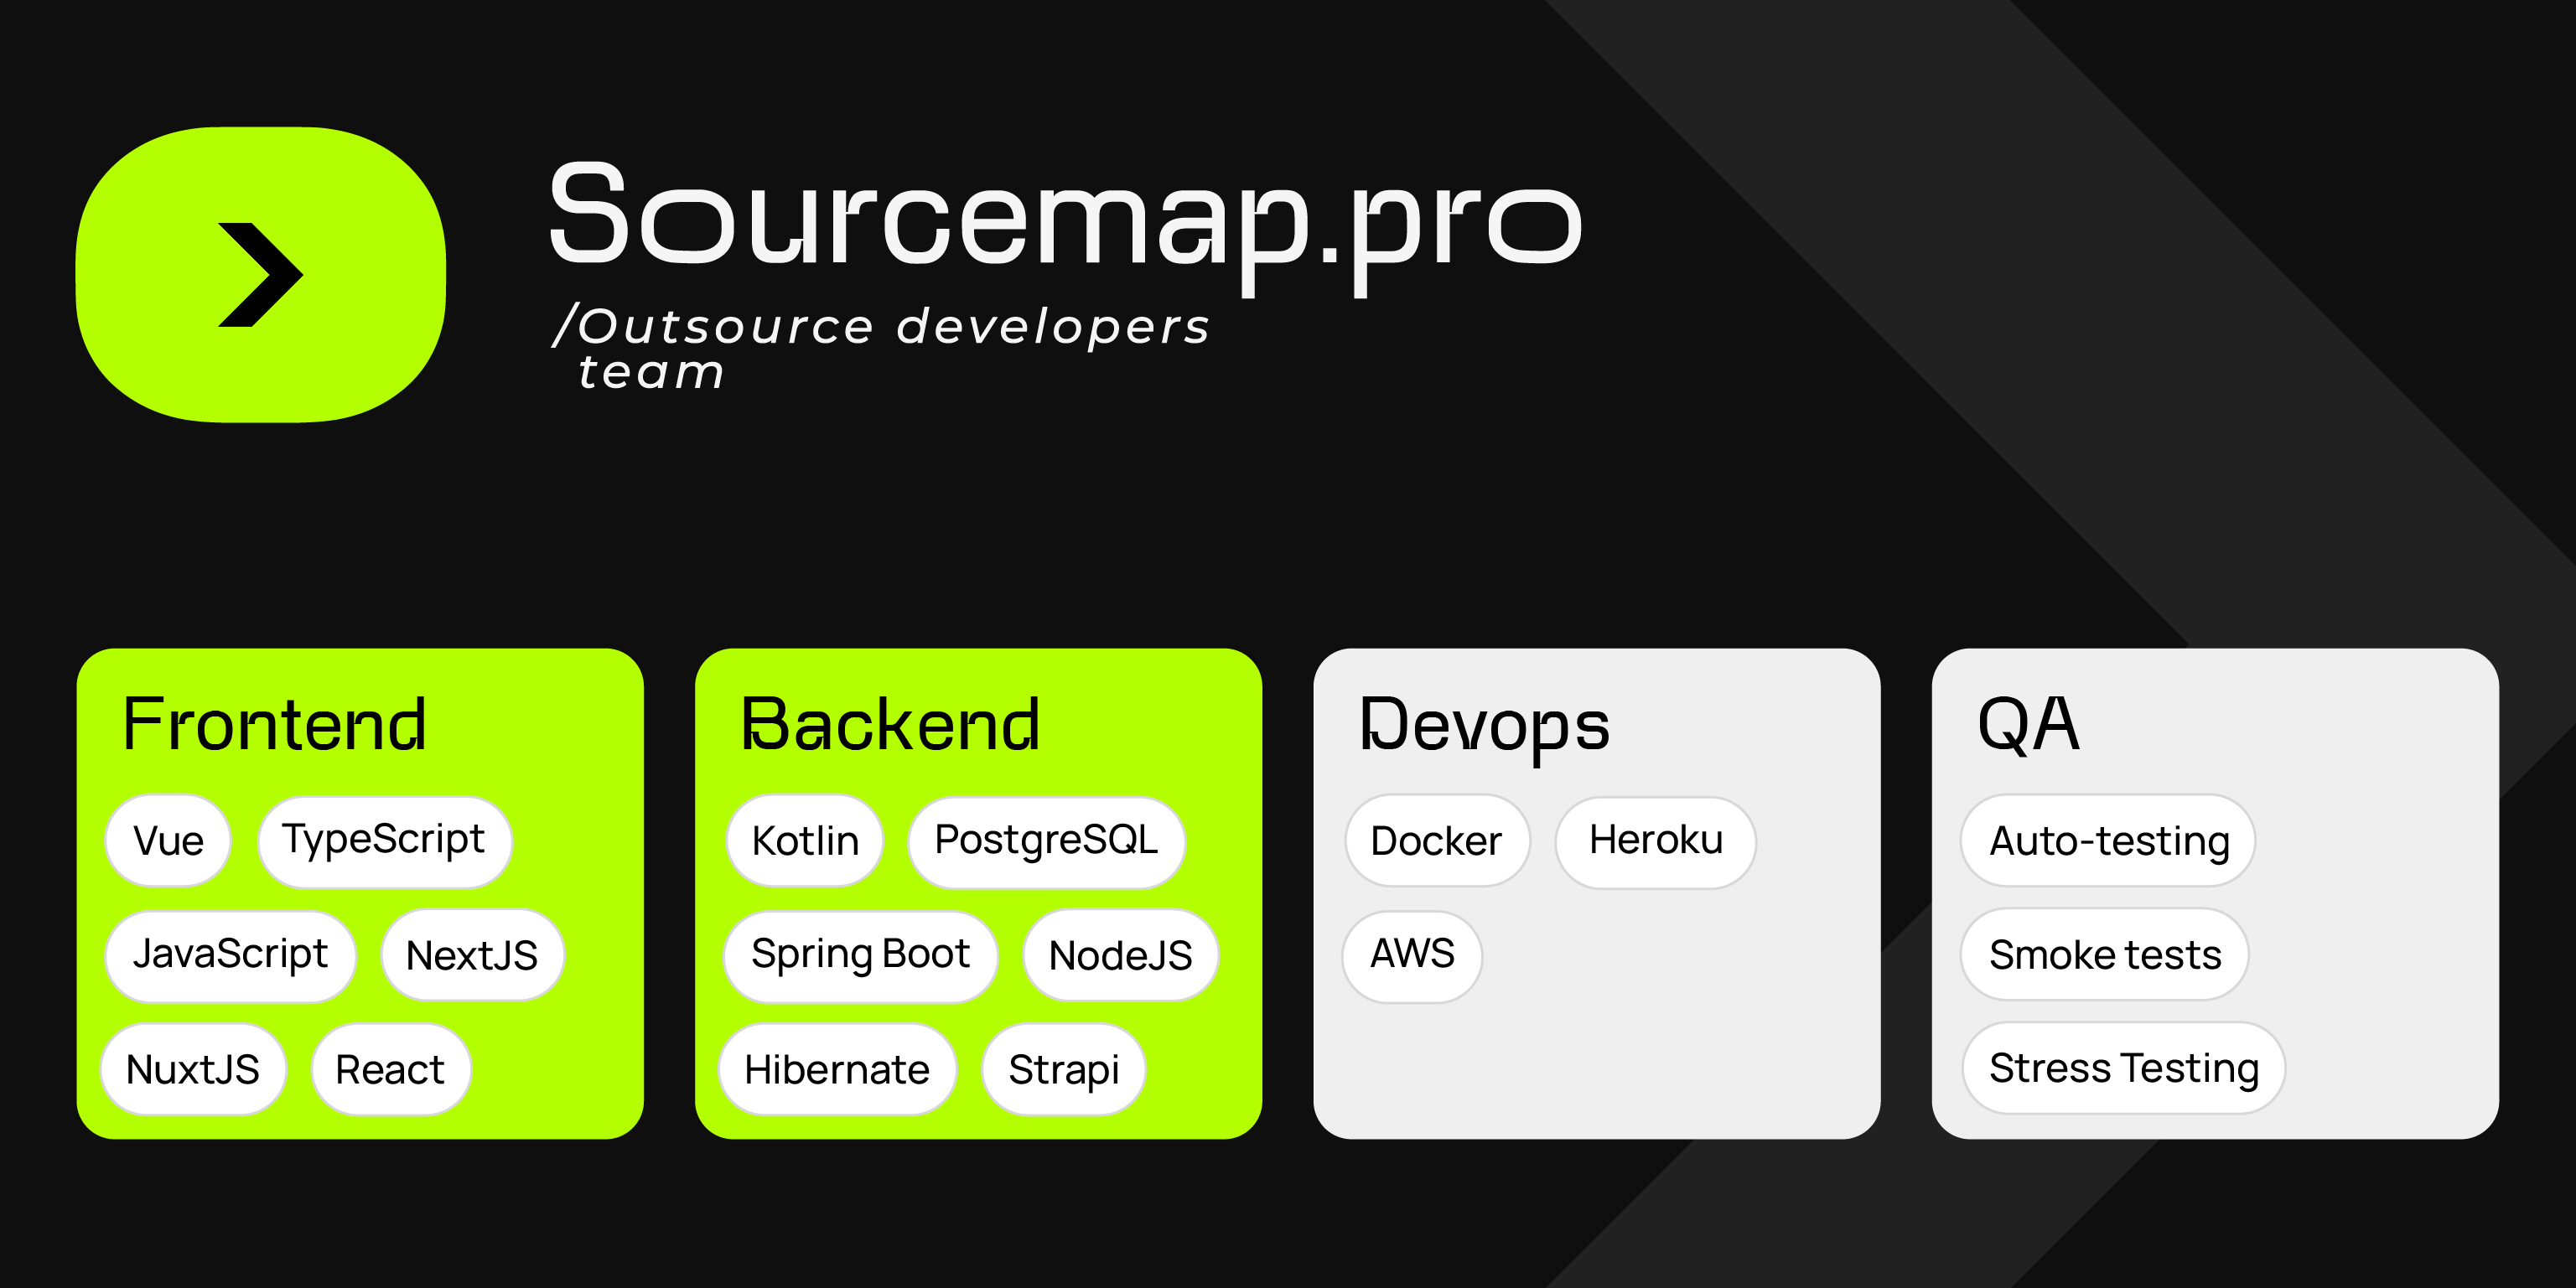 Sourcemap.pro
/Outsource developers
team
Frontend
Vue TypeScript
JavaScript NextJS
NuxtJS React
Backend
Kotlin PostgreSQL
Spring Boot NodeJS
Hibernate Strapi
Devops
Docker Heroku
AWS
QA
Auto-testing
Smoke tests
Stress Testing